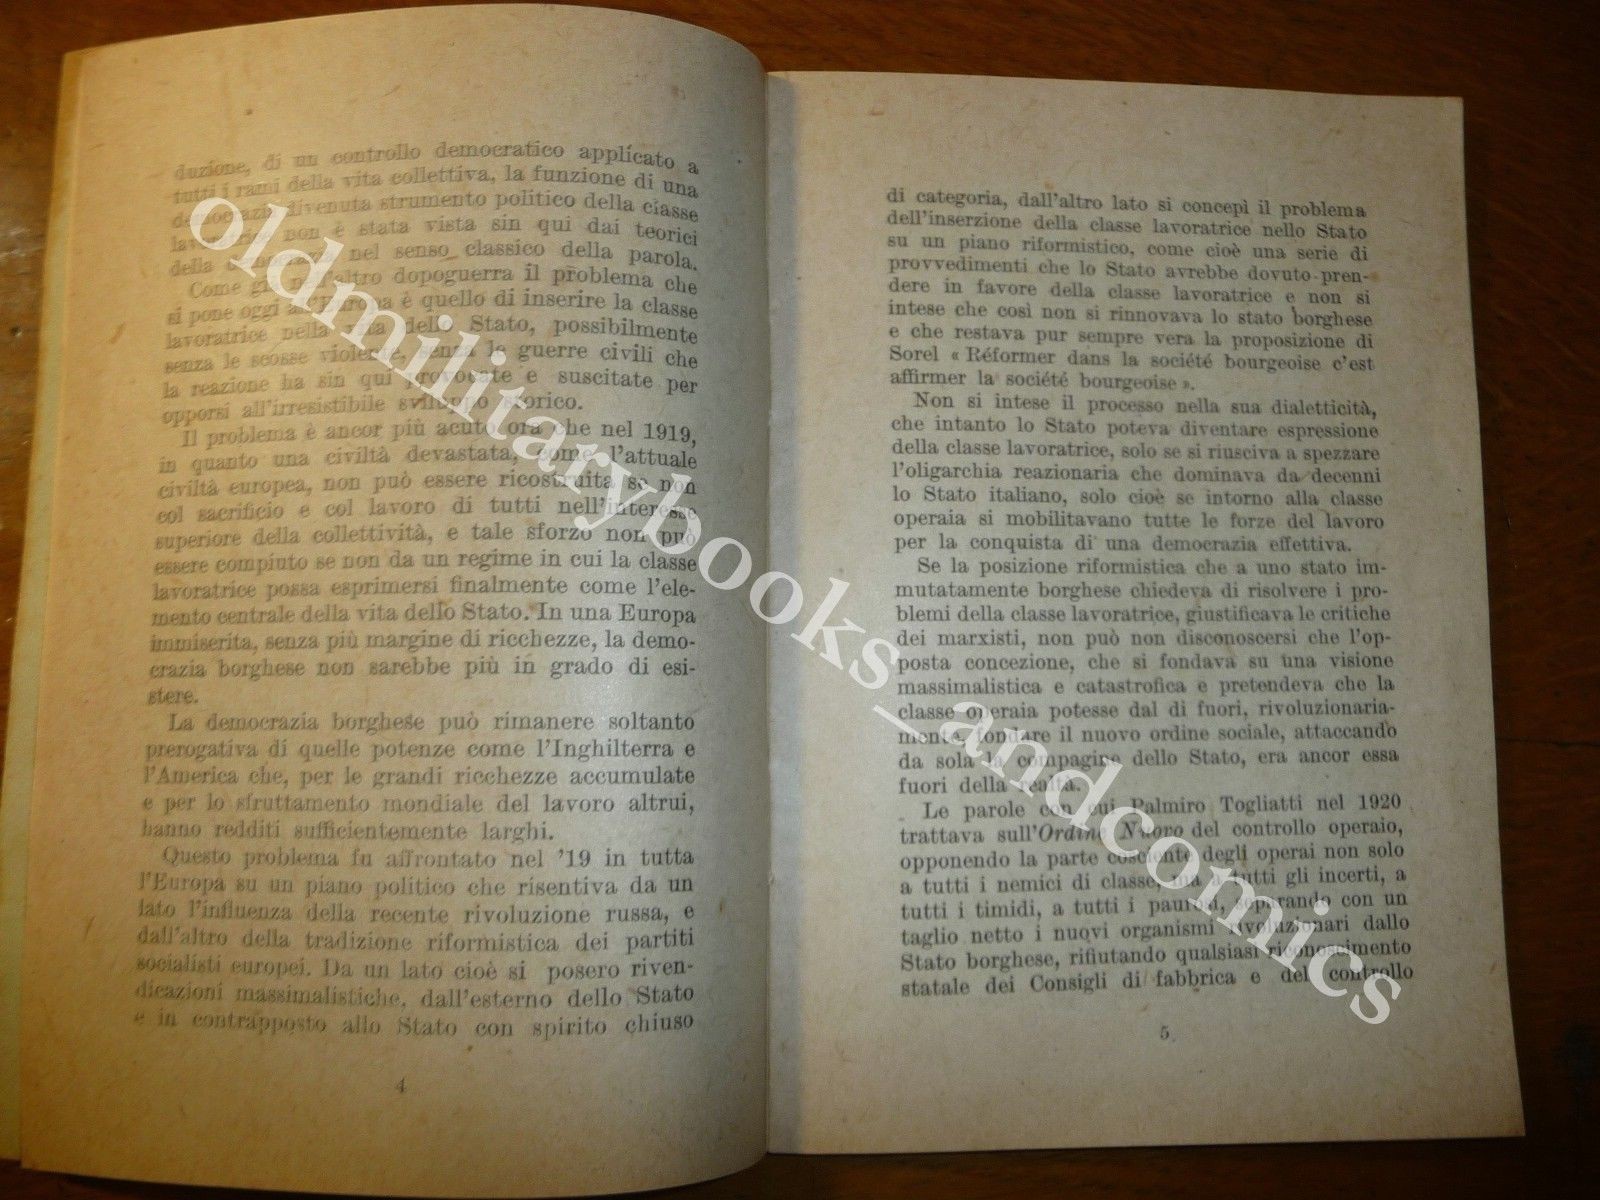 duzione, di un controllo democratico applicato a
tutti i rami della vita collettiva, la funzione di una
democrazia divenuta strumento politico della classe
lavoratrice non è stata vista sin qui dai teorici
della democrazia nel senso classico della parola.
Come già nell'altro dopoguerra il problema che
si pone oggi all'Europa è quello di inserire la classe
lavoratrice nella vita dello Stato, possibilmente
senza le scosse violente, senza le guerre civili che
la reazione ha sin qui provocate e suscitate per
opporsi all'irresistibile sviluppo storico.
Il problema è ancor più acuto ora che nel 1919,
in quanto una civiltà devastata, come l'attuale
civiltà europea, non può essere ricostruita se non
col sacrificio e col lavoro di tutti nell'interesse
superiore della collettività, e tale sforzo non può
essere compiuto se non da un regime in cui la classe
lavoratrice possa esprimersi finalmente come l'ele-
mento centrale della vita dello Stato. In una Europa
immiserita, senza più margine di ricchezze, la demo-
crazia borghese non sarebbe più in grado di esi-
stere.
La democrazia borghese può rimanere soltanto
prerogativa di quelle potenze come l'Inghilterra e
l'America che, per le grandi ricchezze accumulate
e per lo sfruttamento mondiale del lavoro altrui,
hanno redditi sufficientemente larghi.
Questo problema fu affrontato nel '19 in tutta
l'Europa su un piano politico che risentiva da un
lato l'influenza della recente rivoluzione russa, e
dall'altro della tradizione riformistica dei partiti
socialisti europei. Da un lato cioè si posero riven-
dicazioni massimalistiche, dall'esterno dello Stato
e in contrapposto allo Stato con spirito chiuso
4
di categoria, dall'altro lato si concepì il problema
dell'inserzione della classe lavoratrice nello Stato
su un piano riformistico, come cioè una serie di
provvedimenti che lo Stato avrebbe dovuto pren-
dere in favore della classe lavoratrice e non si
intese che così non si rinnovava lo stato borghese
e che restava pur sempre vera la proposizione di
Sorel « Réformer dans la société bourgeoise c'est
affirmer la société bourgeoise ».
Non si intese il processo nella sua dialetticità,
che intanto lo Stato poteva diventare espressione
della classe lavoratrice, solo se si riusciva a spezzare
l'oligarchia reazionaria che dominava da decenni
lo Stato italiano, solo cioè se intorno alla classe
operaia si mobilitavano tutte le forze del lavoro
per la conquista di una democrazia effettiva.
Se la posizione riformistica che a uno stato im-
mutatamente borghese chiedeva di risolvere i pro-
blemi della classe lavoratrice, giustificava le critiche
dei marxisti, non può non disconoscersi che l'op-
posta concezione, che si fondava su una visione
massimalistica e catastrofica e pretendeva che la
classe operaia potesse dal di fuori, rivoluzionaria-
mente, fondare il nuovo ordine sociale, attaccando
da sola la compagine dello Stato, era ancor essa
fuori della realtà.
Le parole con cui Palmiro Togliatti nel 1920
trattava sull'Ordine Nuovo del controllo operaio,
opponendo la parte cosciente degli operai non solo
a tutti i nemici di classe, ma a tutti gli incerti, a
tutti i timidi, a tutti i paurosi, separando con un
taglio netto i nuovi organismi rivoluzionari dallo
Stato borghese, rifiutando qualsiasi riconoscimento
statale dei Consigli di fabbrica e del controllo
5
oldmilitarybooks_andcomics